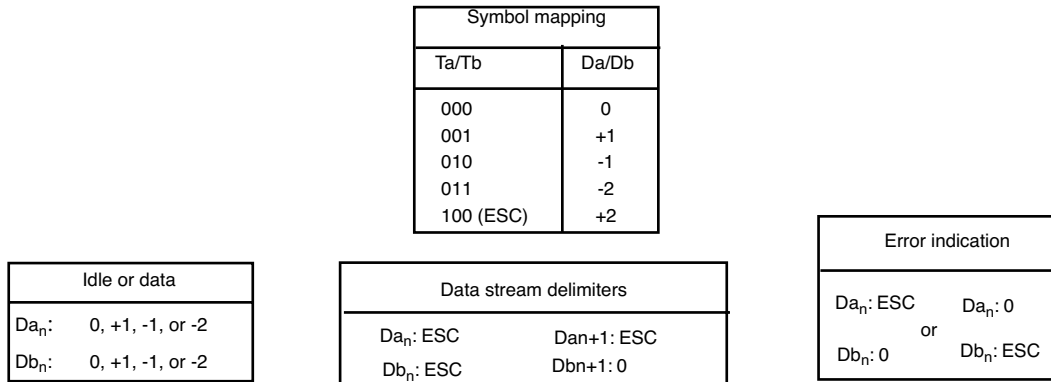 Symbol mapping
Ta/Tb Da/Db
000 0
001 +1
010 -1
011 -2
100 (ESC) +2
Idle or data
Daₙ: 0, +1, -1, or -2
Dbₙ: 0, +1, -1, or -2
Data stream delimiters
Daₙ: ESC Dan+1: ESC
Dbₙ: ESC Dbn+1: 0
Error indication
Daₙ: ESC Daₙ: 0
or
Dbₙ: 0 Dbₙ: ESC